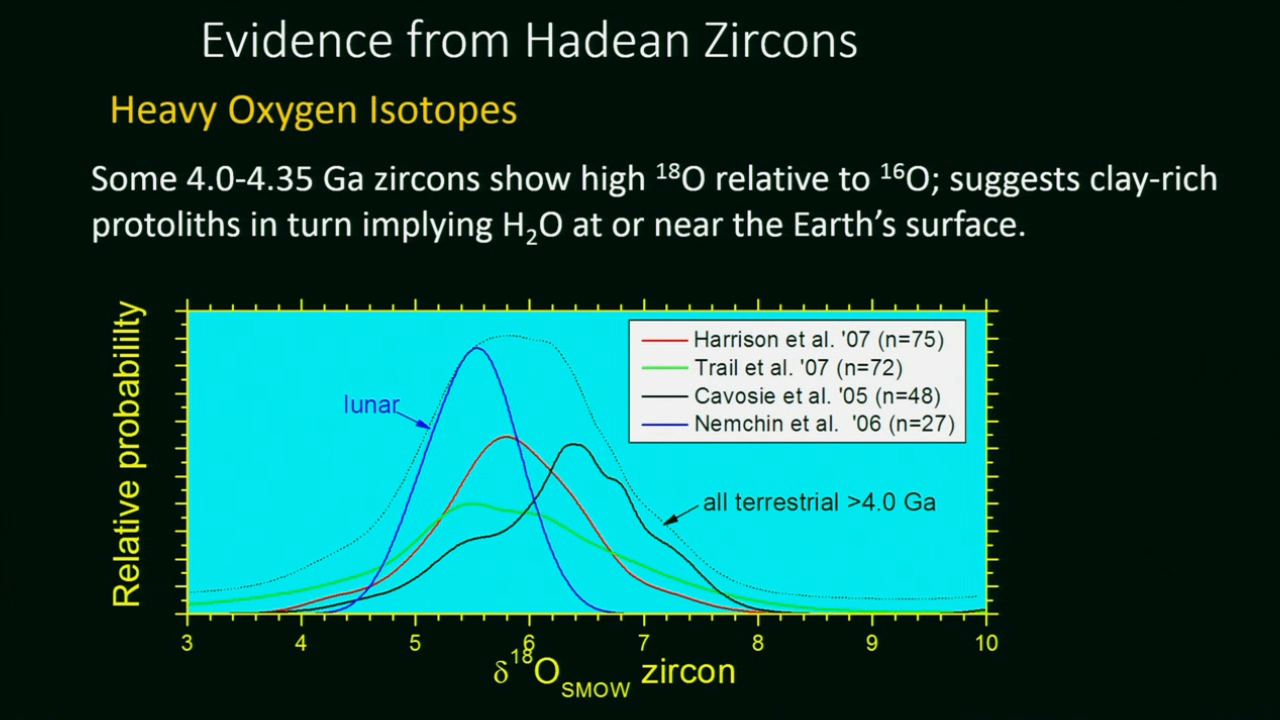 Evidence from Hadean Zircons
Heavy Oxygen Isotopes
Some 4.0-4.35 Ga zircons show high ¹⁸O relative to ¹⁶O; suggests clay-rich
protoliths in turn implying H₂O at or near the Earth's surface.
Relative probabililty
Harrison et al. '07 (n=75)
Trail et al. '07 (n=72)
Cavosie et al. '05 (n=48)
Nemchin et al. '06 (n=27)
lunar
all terrestrial >4.0 Ga
3 4 5 6 7 8 9 10
δ¹⁸O SMOW zircon